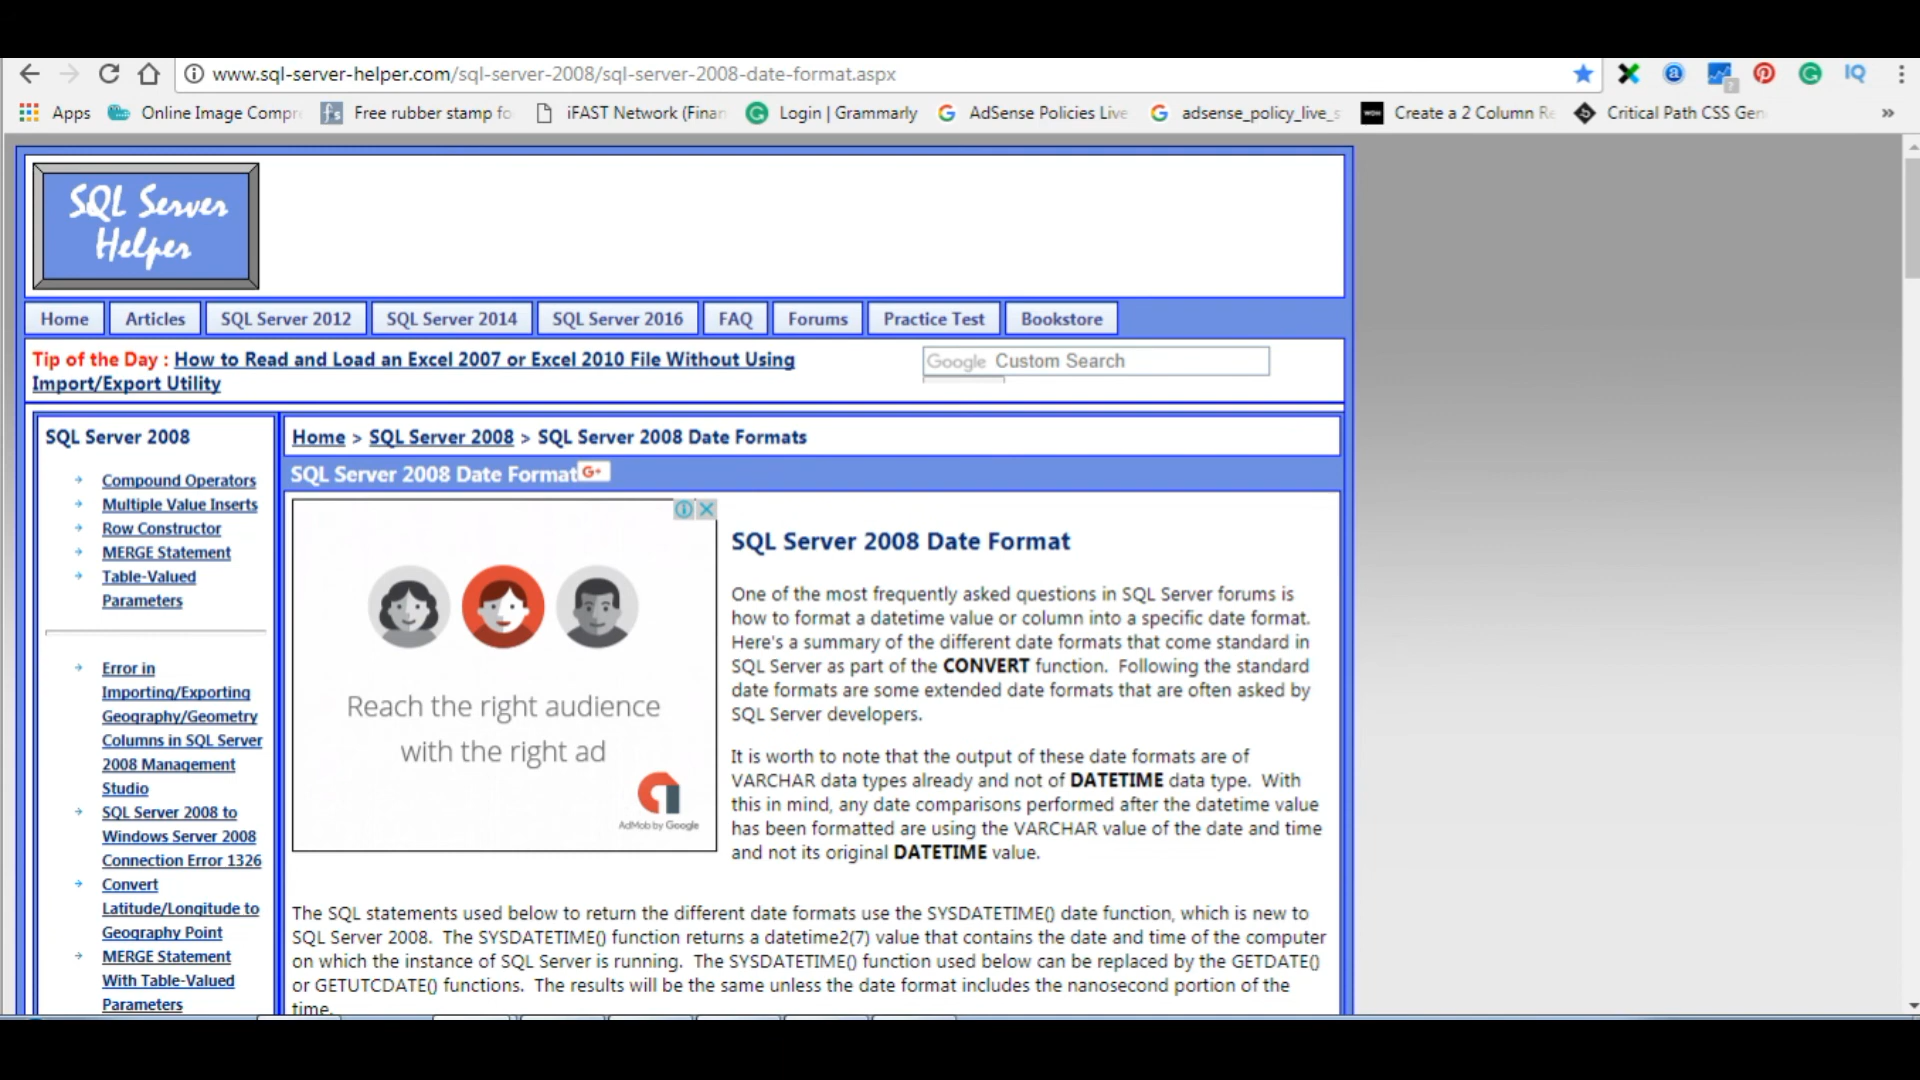 www.sql-server-helper.com/sql-server-2008/sql-server-2008-date-format.aspx
IQ
Apps
Online Image Compr
Free rubber stamp fo
iFAST Network (Finan
Login | Grammarly
AdSense Policies Live
adsense_policy_live_s
Create a 2 Column Re
Critical Path CSS Gen
»
SQL Server
Helper
Home
Articles
SQL Server 2012
SQL Server 2014
SQL Server 2016
FAQ
Forums
Practice Test
Bookstore
Tip of the Day : How to Read and Load an Excel 2007 or Excel 2010 File Without Using
Import/Export Utility
Google Custom Search
SQL Server 2008
Compound Operators
Multiple Value Inserts
Row Constructor
MERGE Statement
Table-Valued
Parameters
Error in
Importing/Exporting
Geography/Geometry
Columns in SQL Server
2008 Management
Studio
SQL Server 2008 to
Windows Server 2008
Connection Error 1326
Convert
Latitude/Longitude to
Geography Point
MERGE Statement
With Table-Valued
Parameters
Home > SQL Server 2008 > SQL Server 2008 Date Formats
SQL Server 2008 Date Format G+
Reach the right audience
with the right ad
AdMob by Google
SQL Server 2008 Date Format
One of the most frequently asked questions in SQL Server forums is
how to format a datetime value or column into a specific date format.
Here's a summary of the different date formats that come standard in
SQL Server as part of the CONVERT function. Following the standard
date formats are some extended date formats that are often asked by
SQL Server developers.
It is worth to note that the output of these date formats are of
VARCHAR data types already and not of DATETIME data type. With
this in mind, any date comparisons performed after the datetime value
has been formatted are using the VARCHAR value of the date and time
and not its original DATETIME value.
The SQL statements used below to return the different date formats use the SYSDATETIME() date function, which is new to
SQL Server 2008. The SYSDATETIME() function returns a datetime2(7) value that contains the date and time of the computer
on which the instance of SQL Server is running. The SYSDATETIME() function used below can be replaced by the GETDATE()
or GETUTCDATE() functions. The results will be the same unless the date format includes the nanosecond portion of the
time.